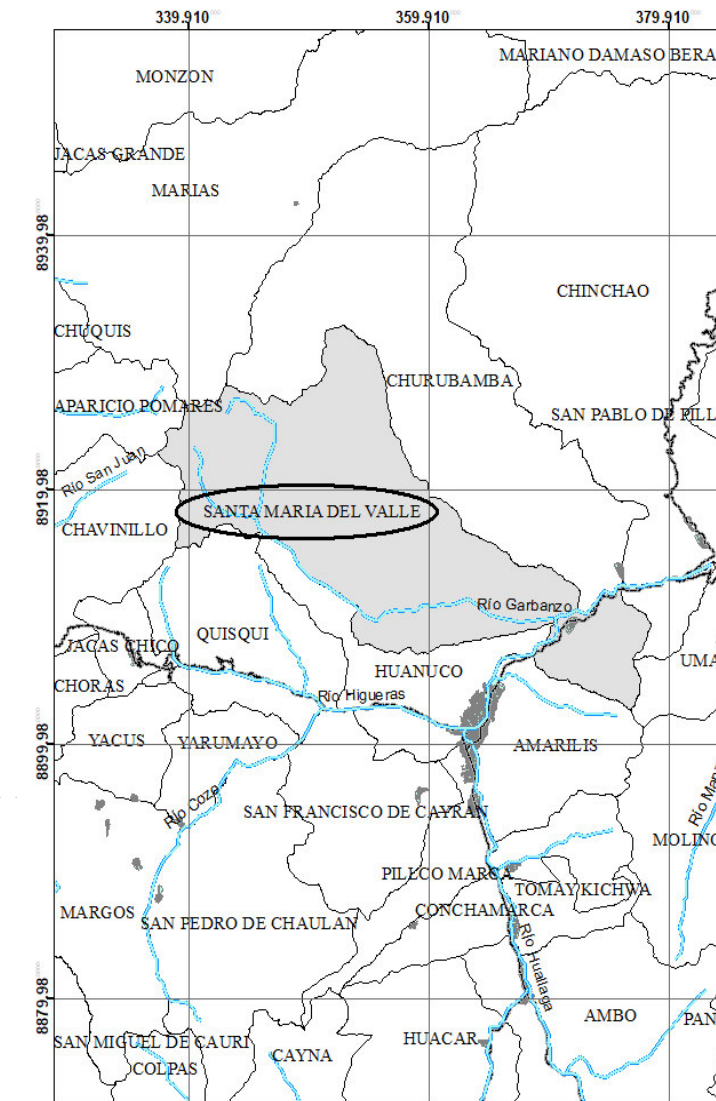 339.910
359.910
379.910
MARIANO DAMASO BERA
MONZON
JACAS GRANDE
MARIAS
8939.98
CHINCHAO
CHUQUIS
CHURUBAMBA
APARICIO POMARES
SAN PABLO DE PILL
Río San Juan
8919.98
SANTA MARIA DEL VALLE
CHAVINILLO
Río Garbanzo
QUISQUI
JACAS CHICO
HUANUCO
UMA
CHORAS
Río Higueras
YACUS
YARUMAYO
8899.98
AMARILIS
Río Coze
SAN FRANCISCO DE CAYRAN
MOLINO
PILLCO MARCA
TOMAY KICHWA
MARGOS
CONCHAMARCA
SAN PEDRO DE CHAULAN
Río Huallaga
8879.98
AMBO
PAN
SAN MIGUEL DE CAURI
HUACAR
CAYNA
COLPAS